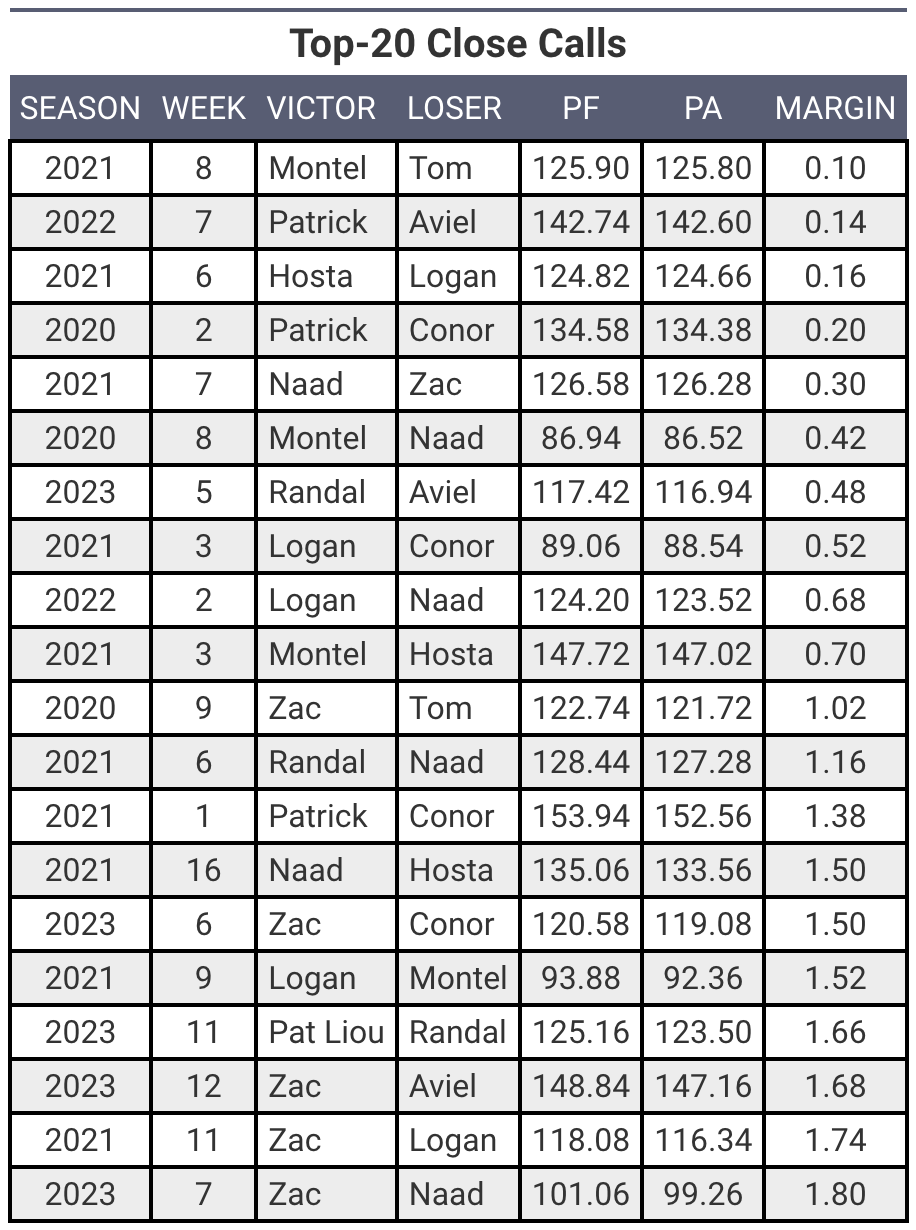 Top-20 Close Calls
SEASON WEEK VICTOR LOSER PF PA MARGIN
2021 8 Montel Tom 125.90 125.80 0.10
2022 7 Patrick Aviel 142.74 142.60 0.14
2021 6 Hosta Logan 124.82 124.66 0.16
2020 2 Patrick Conor 134.58 134.38 0.20
2021 7 Naad Zac 126.58 126.28 0.30
2020 8 Montel Naad 86.94 86.52 0.42
2023 5 Randal Aviel 117.42 116.94 0.48
2021 3 Logan Conor 89.06 88.54 0.52
2022 2 Logan Naad 124.20 123.52 0.68
2021 3 Montel Hosta 147.72 147.02 0.70
2020 9 Zac Tom 122.74 121.72 1.02
2021 6 Randal Naad 128.44 127.28 1.16
2021 1 Patrick Conor 153.94 152.56 1.38
2021 16 Naad Hosta 135.06 133.56 1.50
2023 6 Zac Conor 120.58 119.08 1.50
2021 9 Logan Montel 93.88 92.36 1.52
2023 11 Pat Liou Randal 125.16 123.50 1.66
2023 12 Zac Aviel 148.84 147.16 1.68
2021 11 Zac Logan 118.08 116.34 1.74
2023 7 Zac Naad 101.06 99.26 1.80